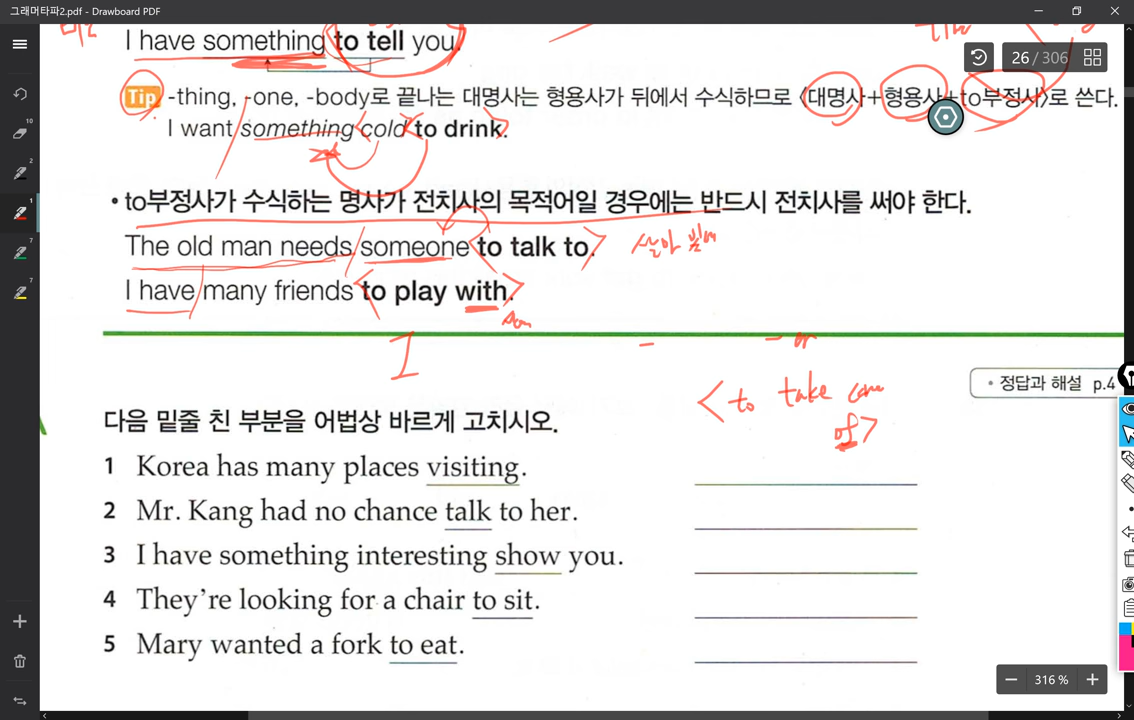 그래머타파2.pdf - Drawboard PDF
I have something to tell you.
26 / 306
Tip -thing, -one, -body로 끝나는 대명사는 형용사가 뒤에서 수식하므로 〈대명사+형용사+to부정사〉로 쓴다.
I want something cold to drink.
• to부정사가 수식하는 명사가 전치사의 목적어일 경우에는 반드시 전치사를 써야 한다.
The old man needs someone to talk to.
I have many friends to play with.
I
< to take care
of >
• 정답과 해설 p.4
다음 밑줄 친 부분을 어법상 바르게 고치시오.
1 Korea has many places visiting.
2 Mr. Kang had no chance talk to her.
3 I have something interesting show you.
4 They're looking for a chair to sit.
5 Mary wanted a fork to eat.
316 %
10
2
1
7
7